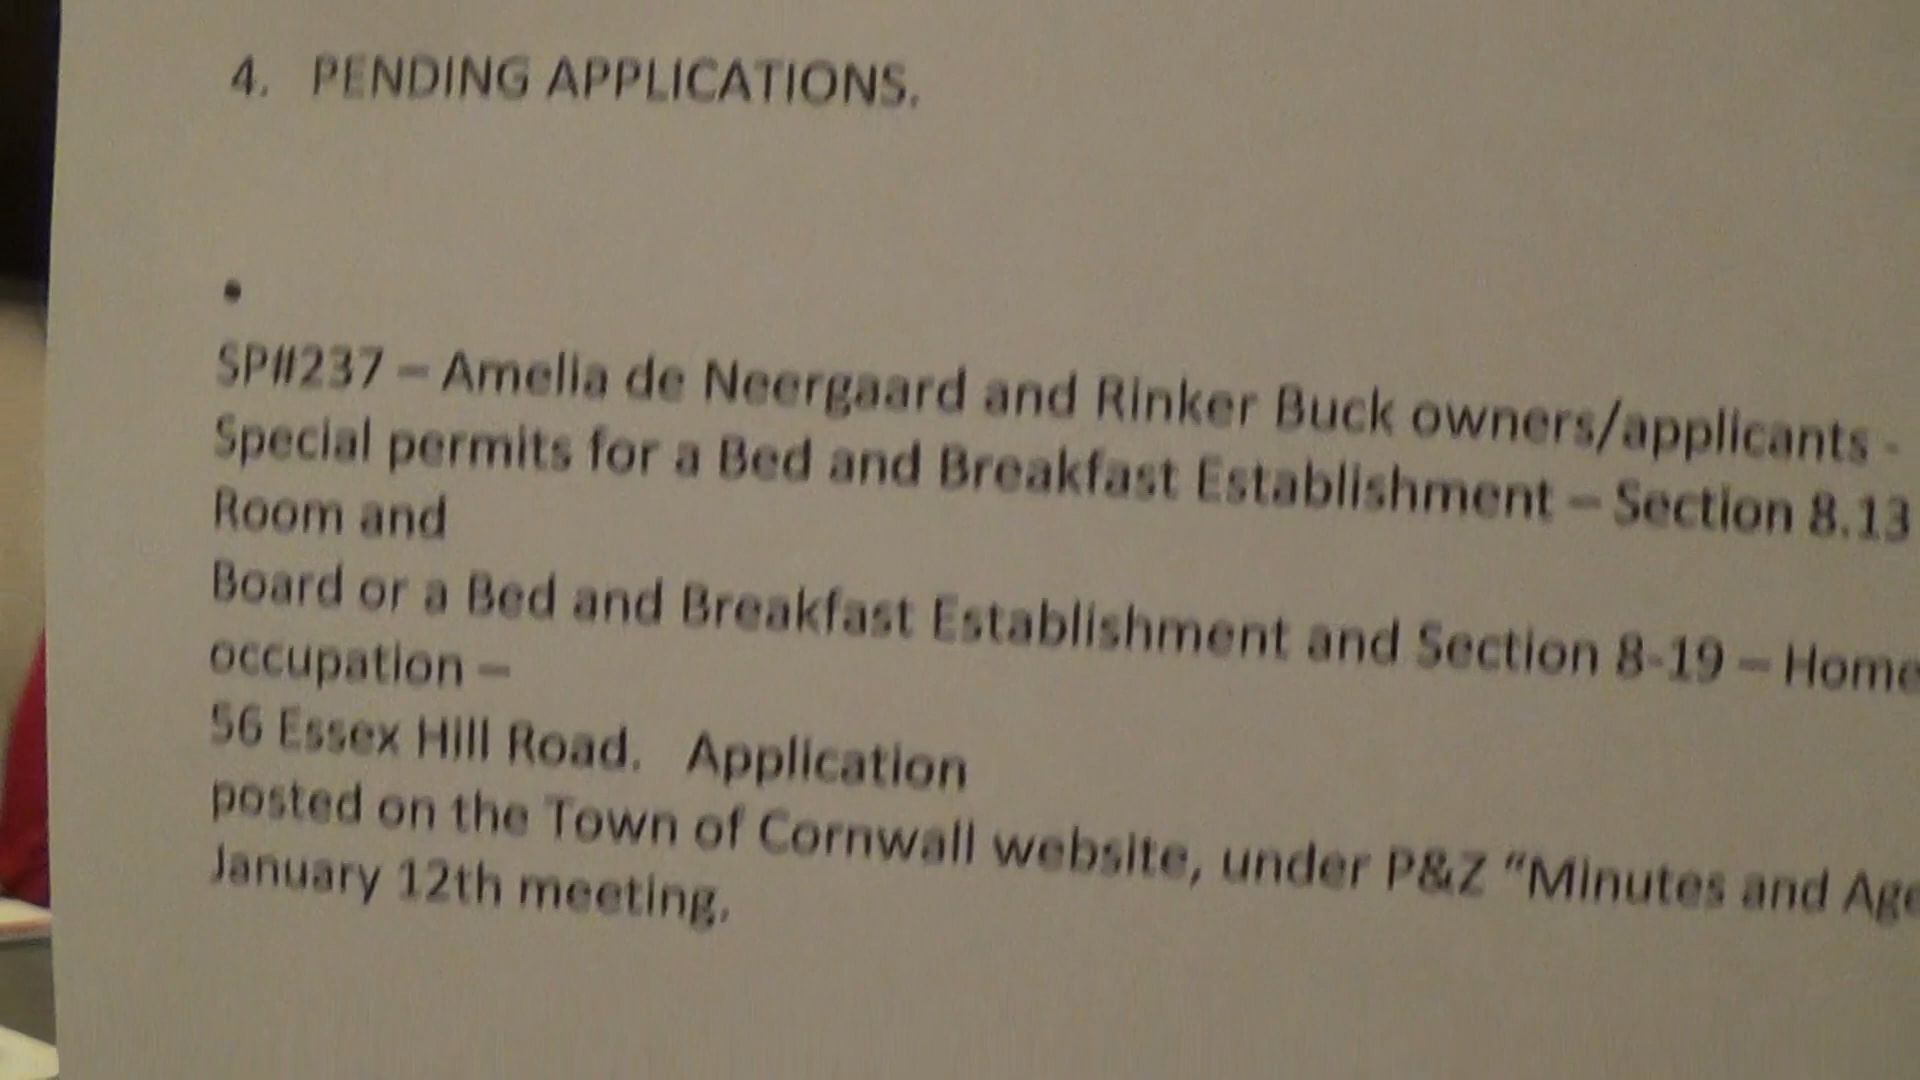 4. PENDING APPLICATIONS.
•
SP#237 – Amelia de Neergaard and Rinker Buck owners/applicants -
Special permits for a Bed and Breakfast Establishment – Section 8.13
Room and
Board or a Bed and Breakfast Establishment and Section 8-19 – Home
occupation –
56 Essex Hill Road. Application
posted on the Town of Cornwall website, under P&Z “Minutes and Age
January 12th meeting.